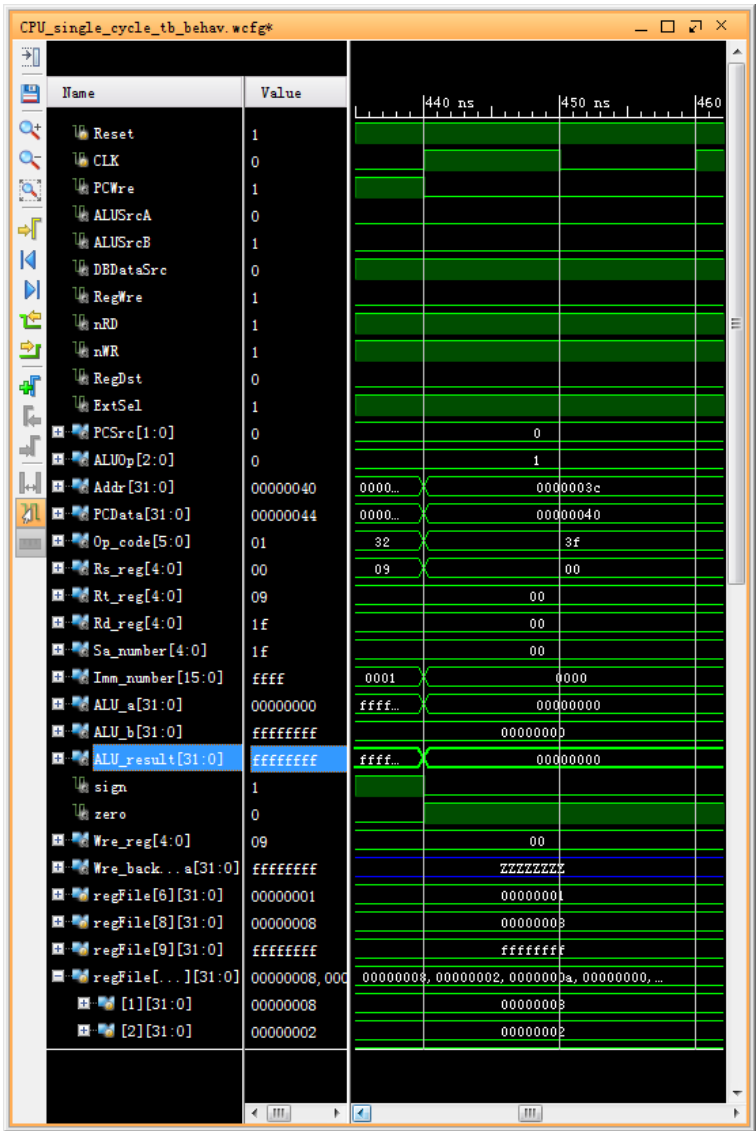 CPU_single_cycle_tb_behav.wcfg*
Name Value
440 ns 450 ns 460
Reset 1
CLK 0
PCWre 1
ALUSrcA 0
ALUSrcB 1
DBDataSrc 0
RegWre 1
nRD 1
nWR 1
RegDst 0
ExtSel 1
PCSrc[1:0] 0 0
ALUOp[2:0] 0 1
Addr[31:0] 00000040 0000... 0000003c
PCData[31:0] 00000044 0000... 00000040
Op_code[5:0] 01 32 3f
Rs_reg[4:0] 00 09 00
Rt_reg[4:0] 09 00
Rd_reg[4:0] 1f 00
Sa_number[4:0] 1f 00
Imm_number[15:0] ffff 0001 0000
ALU_a[31:0] 00000000 ffff... 00000000
ALU_b[31:0] ffffffff 00000000
ALU_result[31:0] ffffffff ffff... 00000000
sign 1
zero 0
Wre_reg[4:0] 09 00
Wre_back...a[31:0] ffffffff ZZZZZZZZ
regFile[6][31:0] 00000001 00000001
regFile[8][31:0] 00000008 00000008
regFile[9][31:0] ffffffff ffffffff
regFile[...][31:0] 00000008,000 00000008, 00000002, 0000000a, 00000000, ...
[1][31:0] 00000008 00000008
[2][31:0] 00000002 00000002